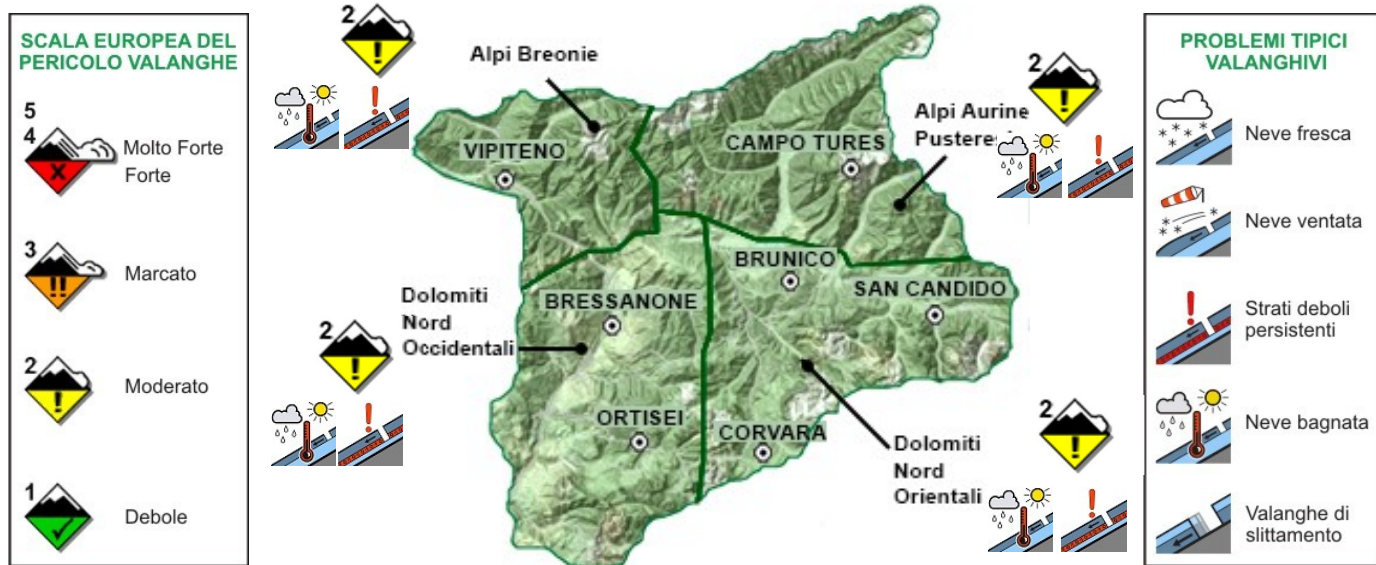 SCALA EUROPEA DEL
PERICOLO VALANGHE
5
4
Molto Forte
Forte
3
Marcato
2
Moderato
1
Debole
2
Alpi Breonie
VIPITENO
CAMPO TURES
2
Alpi Aurine
Pustere
BRUNICO
SAN CANDIDO
BRESSANONE
Dolomiti
Nord
Occidentali
2
ORTISEI
CORVARA
Dolomiti
Nord
Orientali
2
PROBLEMI TIPICI
VALANGHIVI
Neve fresca
Neve ventata
Strati deboli
persistenti
Neve bagnata
Valanghe di
slittamento